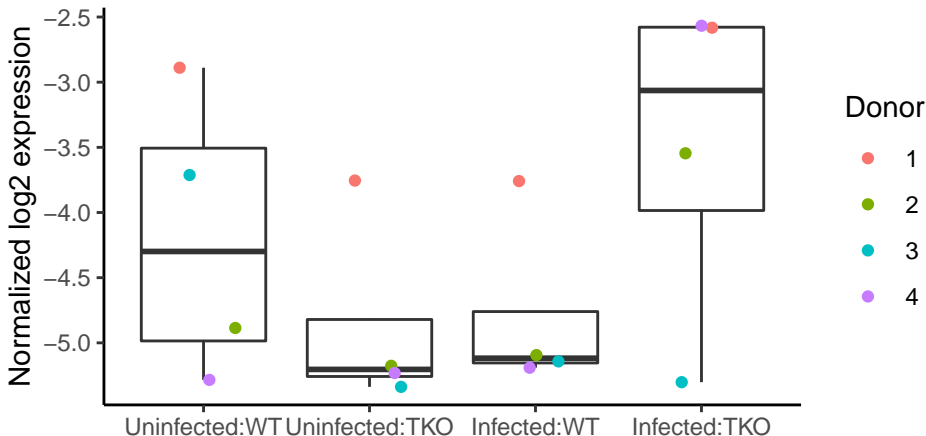 Normalized log2 expression
−2.5
−3.0
−3.5
−4.0
−4.5
−5.0
Uninfected:WT
Uninfected:TKO
Infected:WT
Infected:TKO
Donor
1
2
3
4